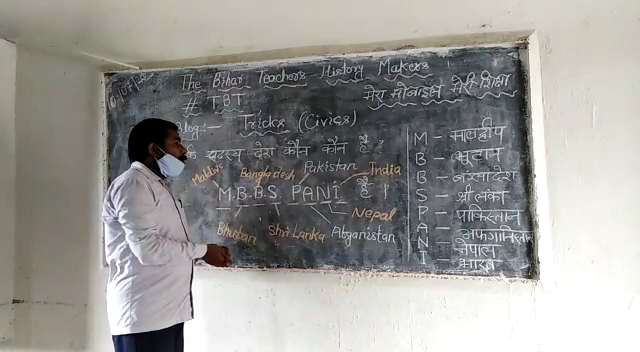 The Bihar Teachers History Makers
# TBT
मेरा मोबाइल मेरी शिक्षा
Tricks (Civics)
सदस्य देश कौन कौन है ?
Maldiv Bangladesh Pakistan India
M.B.B.S. PANI है ।
Nepal
Bhutan Shri Lanka Afganistan
M – मालद्वीप
B – भूटान
B – बंग्लादेश
S – श्रीलंका
P – पाकिस्तान
A – अफगानिस्तान
N – नेपाल
I – भारत